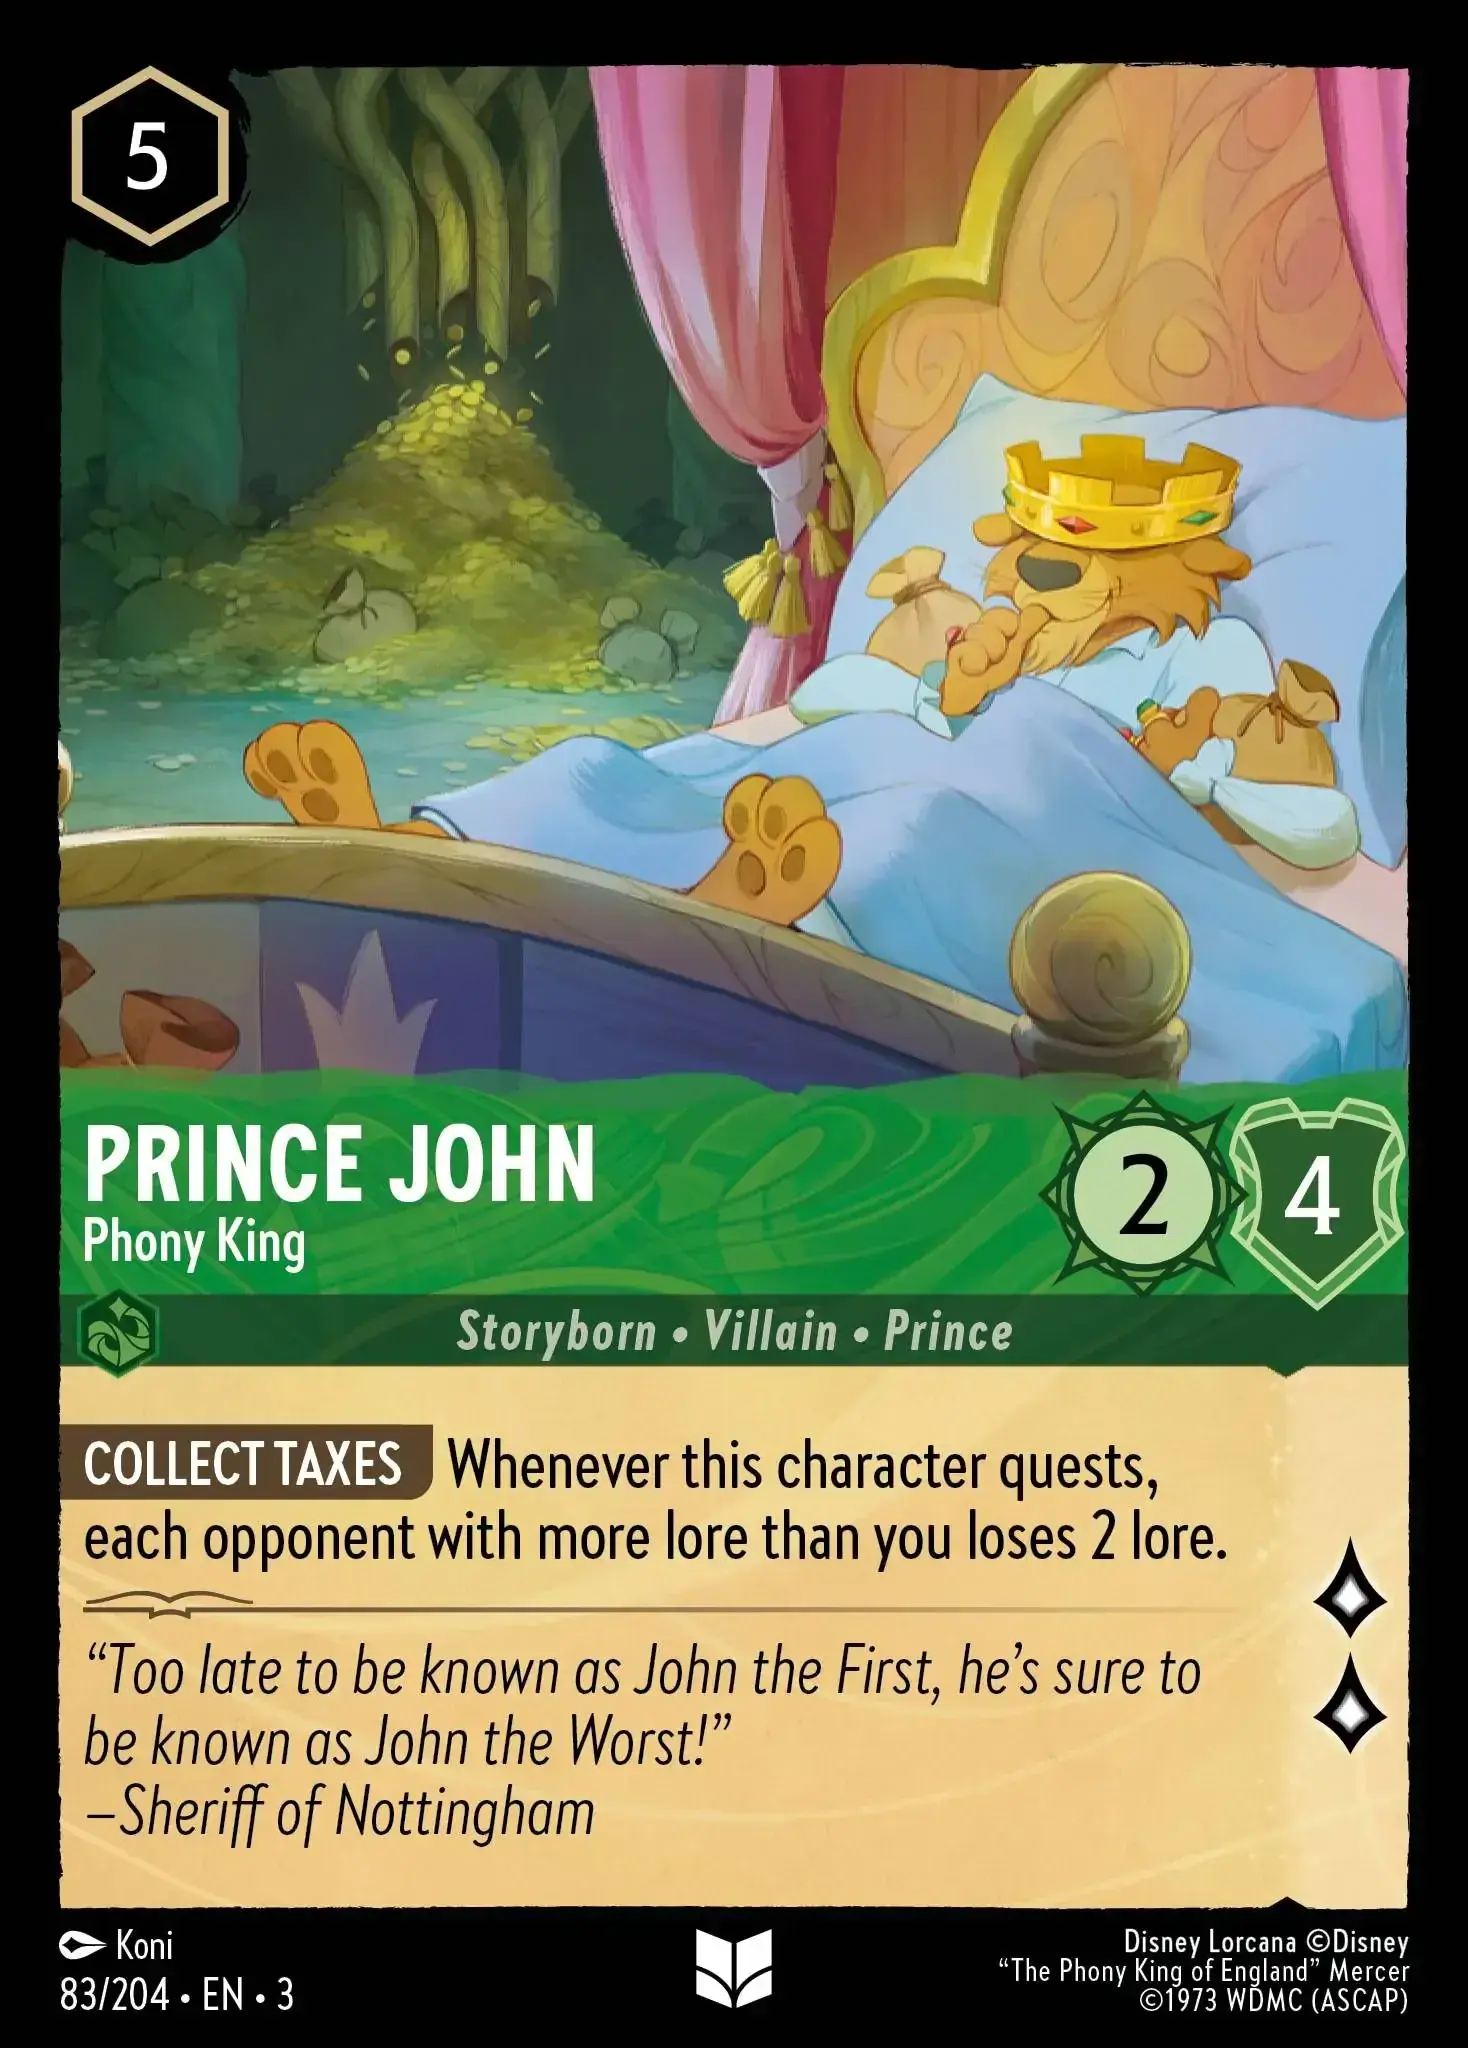 5
PRINCE JOHN
Phony King
2
4
Storyborn • Villain • Prince
COLLECT TAXES Whenever this character quests,
each opponent with more lore than you loses 2 lore.
“Too late to be known as John the First, he’s sure to
be known as John the Worst!”
–Sheriff of Nottingham
Koni
83/204 • EN • 3
Disney Lorcana ©Disney
“The Phony King of England” Mercer
©1973 WDMC (ASCAP)